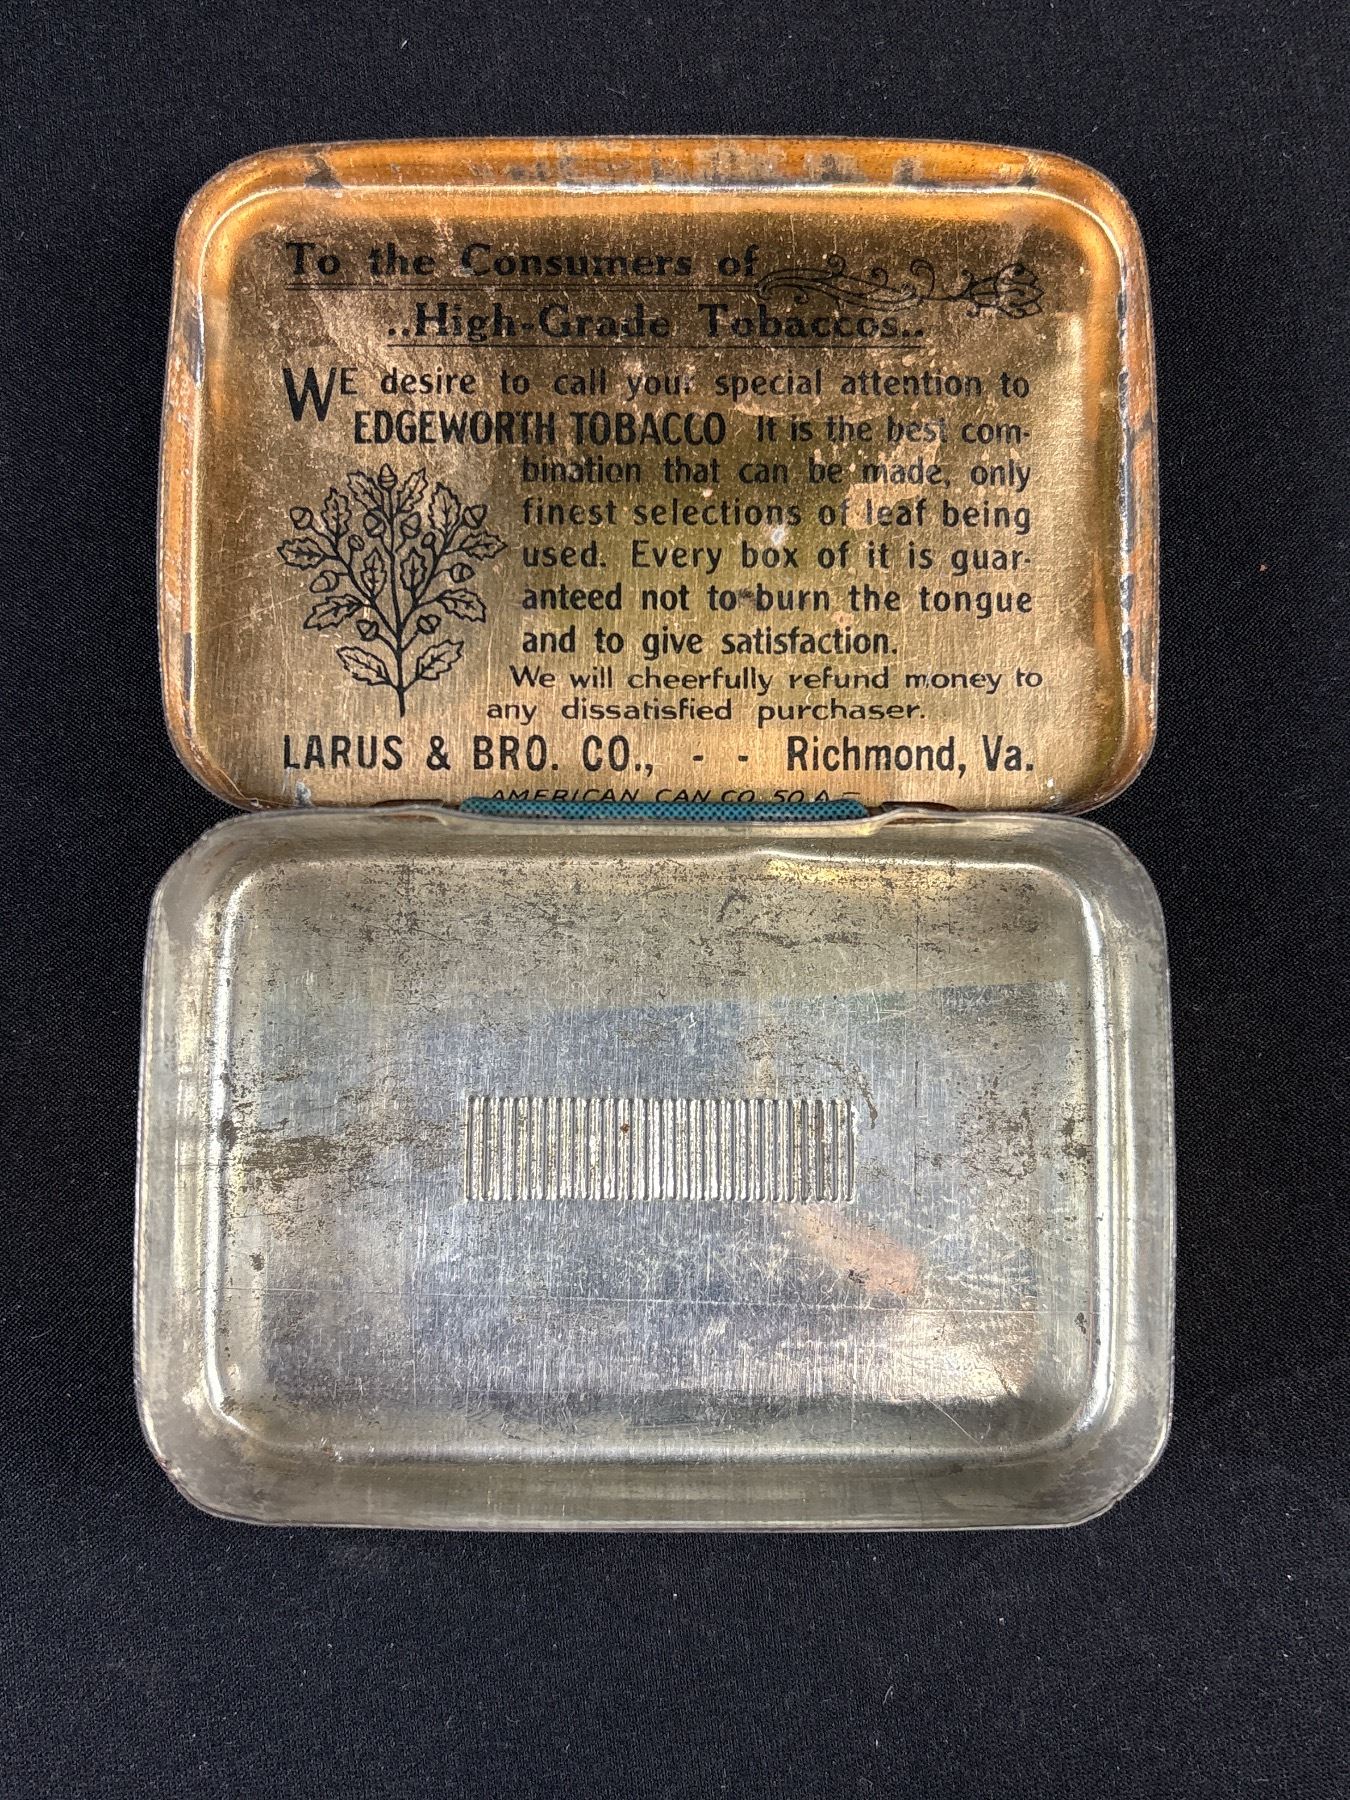 To the Consumers of
..High-Grade Tobaccos..
WE desire to call your special attention to
EDGEWORTH TOBACCO It is the best com-
bination that can be made, only
finest selections of leaf being
used. Every box of it is guar-
anteed not to burn the tongue
and to give satisfaction.
We will cheerfully refund money to
any dissatisfied purchaser.
LARUS & BRO. CO., - - Richmond, Va.
AMERICAN CAN CO. 50 A